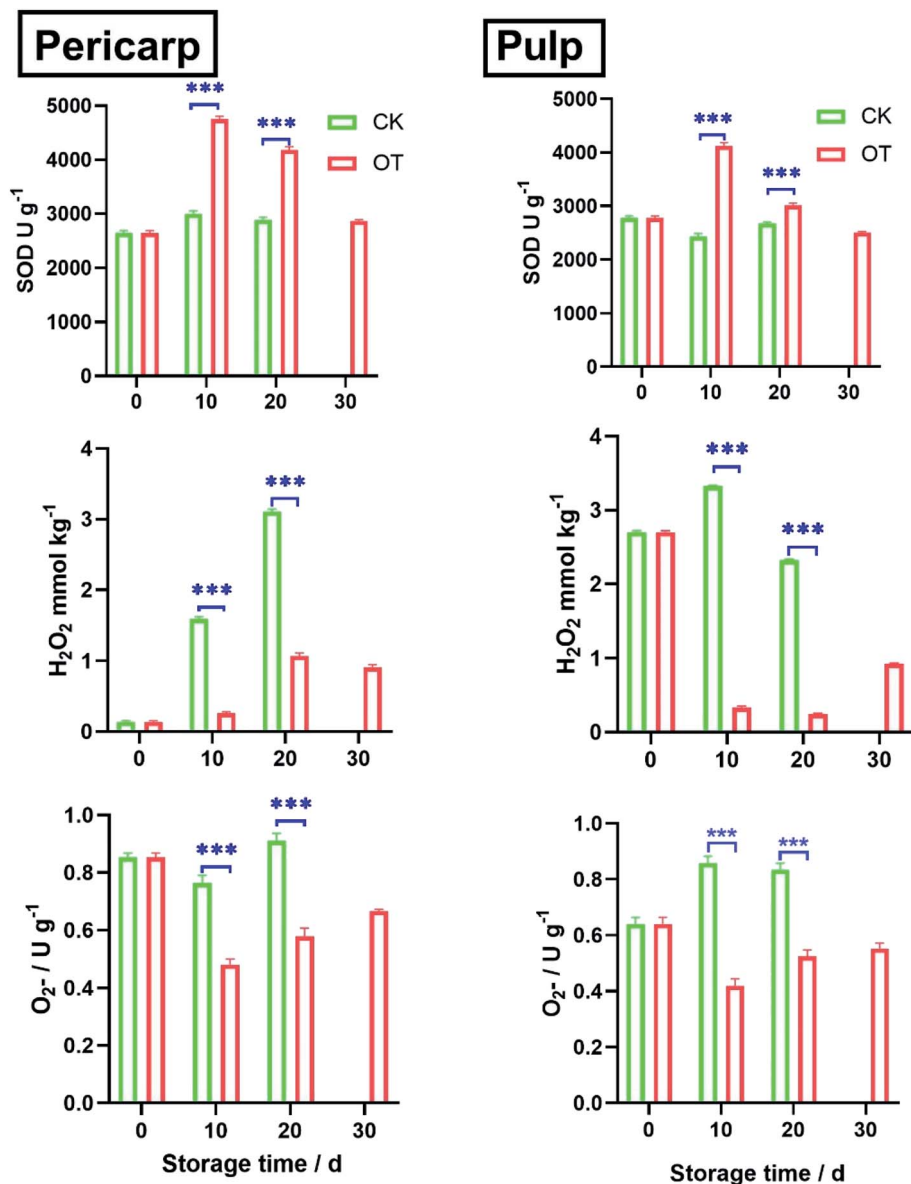 Pericarp
***
***
5000
4000
3000
2000
1000
0
SOD U g⁻¹
CK
OT
0 10 20 30
Pulp
***
***
5000
4000
3000
2000
1000
0
SOD U g⁻¹
CK
OT
0 10 20 30
***
***
4
3
2
1
0
H₂O₂ mmol kg⁻¹
0 10 20 30
***
***
4
3
2
1
0
H₂O₂ mmol kg⁻¹
0 10 20 30
***
***
1.0
0.8
0.6
0.4
0.2
0.0
O₂- / U g⁻¹
0 10 20 30
Storage time / d
***
***
1.0
0.8
0.6
0.4
0.2
0.0
O₂- / U g⁻¹
0 10 20 30
Storage time / d